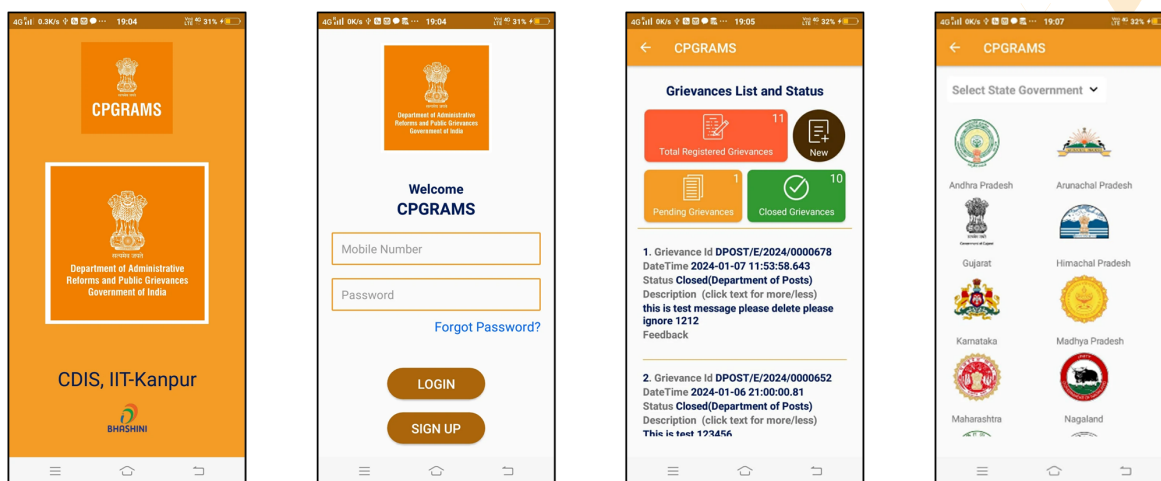 4G 0.3K/s 19:04 31%
CPGRAMS
Department of Administrative
Reforms and Public Grievances
Government of India
CDIS, IIT-Kanpur
BHASHINI
4G 0K/s 19:04 31%
Department of Administrative
Reforms and Public Grievances
Government of India
Welcome
CPGRAMS
Mobile Number
Password
Forgot Password?
LOGIN
SIGN UP
4G 0K/s 19:05 32%
CPGRAMS
Grievances List and Status
11
Total Registered Grievances
New
1
Pending Grievances
10
Closed Grievances
1. Grievance Id DPOST/E/2024/0000678
DateTime 2024-01-07 11:53:58.643
Status Closed(Department of Posts)
Description (click text for more/less)
this is test message please delete please
ignore 1212
Feedback
2. Grievance Id DPOST/E/2024/0000652
DateTime 2024-01-06 21:00:00.81
Status Closed(Department of Posts)
Description (click text for more/less)
This is test 123456
4G 0K/s 19:07 32%
CPGRAMS
Select State Government
Andhra Pradesh
Arunachal Pradesh
Gujarat
Himachal Pradesh
Karnataka
Madhya Pradesh
Maharashtra
Nagaland